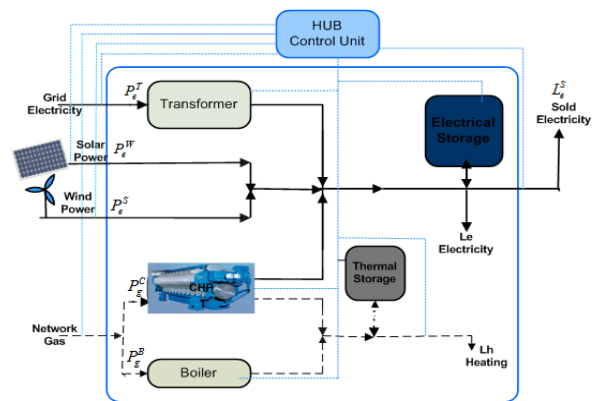 HUB
Control Unit
Grid
Electricity
P_e^T
Transformer
L_e^S
Sold
Electricity
Electrical
Storage
Solar
Power
P_e^W
Wind
Power
P_e^S
Le
Electricity
Thermal
Storage
P_g^C
CHP
Network
Gas
P_g^B
Boiler
Lh
Heating